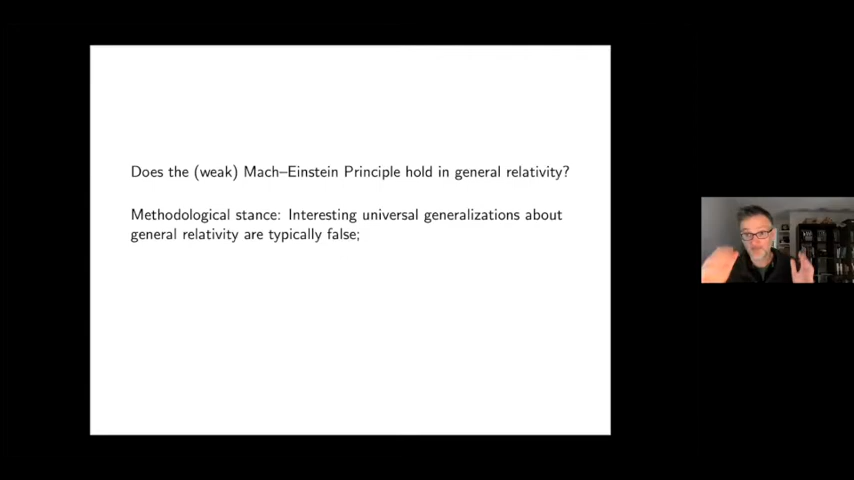 Does the (weak) Mach–Einstein Principle hold in general relativity?
Methodological stance: Interesting universal generalizations about
general relativity are typically false;